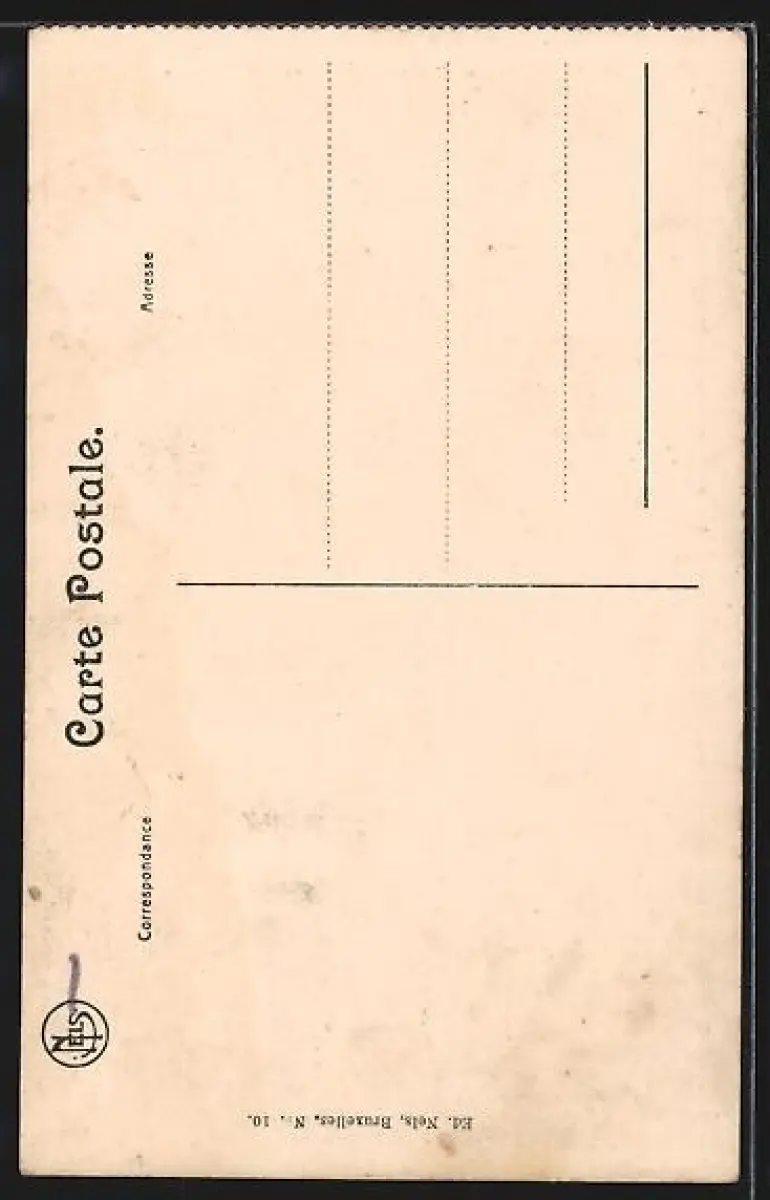 Carte Postale.
Correspondance
Adresse
NELS
Ed. Nels, Bruxelles, 10.